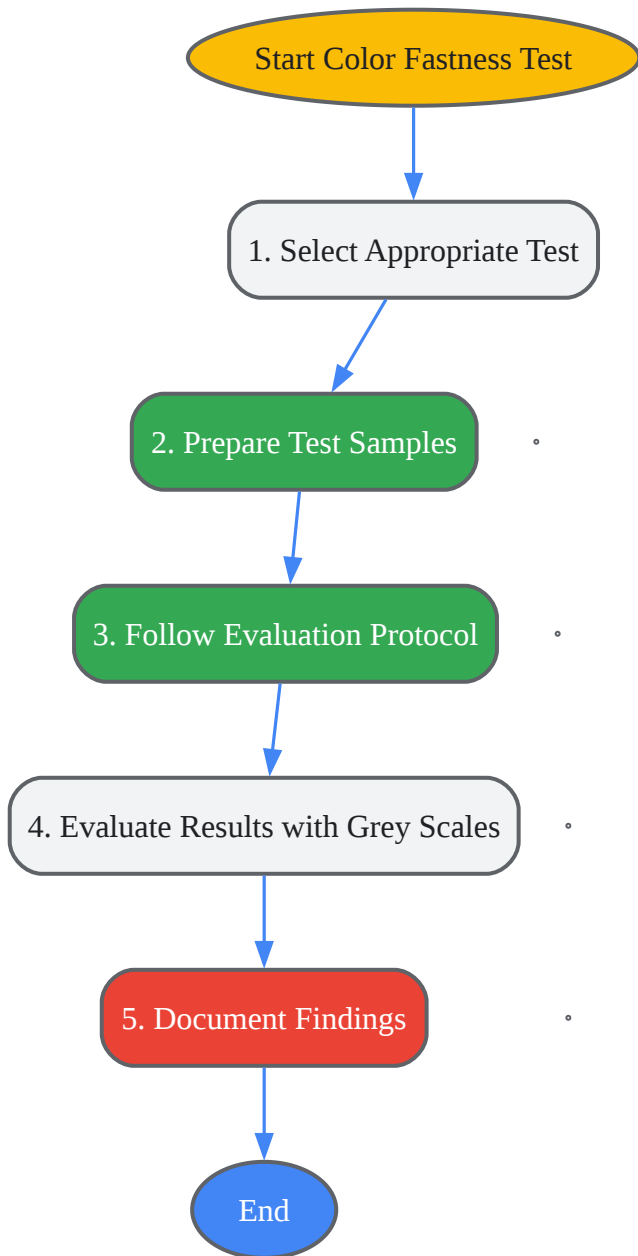 Start Color Fastness Test
1. Select Appropriate Test
2. Prepare Test Samples
3. Follow Evaluation Protocol
4. Evaluate Results with Grey Scales
5. Document Findings
End